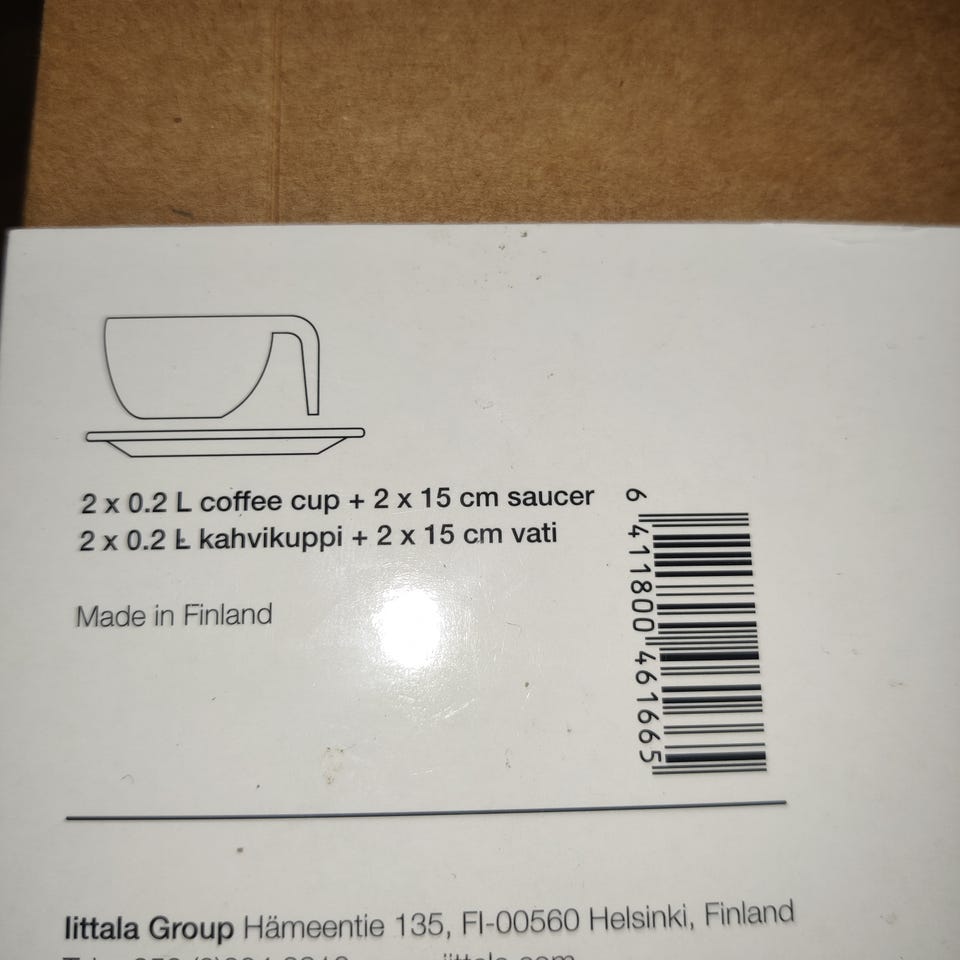 2 x 0.2 L coffee cup + 2 x 15 cm saucer
2 x 0.2 L kahvikuppi + 2 x 15 cm vati
Made in Finland
6 411800 461665
Iittala Group Hämeentie 135, FI-00560 Helsinki, Finland